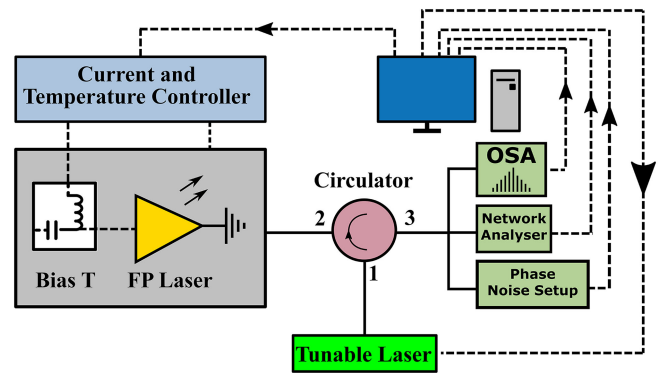 Current and
Temperature Controller
Bias T
FP Laser
Circulator
2
3
1
OSA
Network
Analyser
Phase
Noise Setup
Tunable Laser